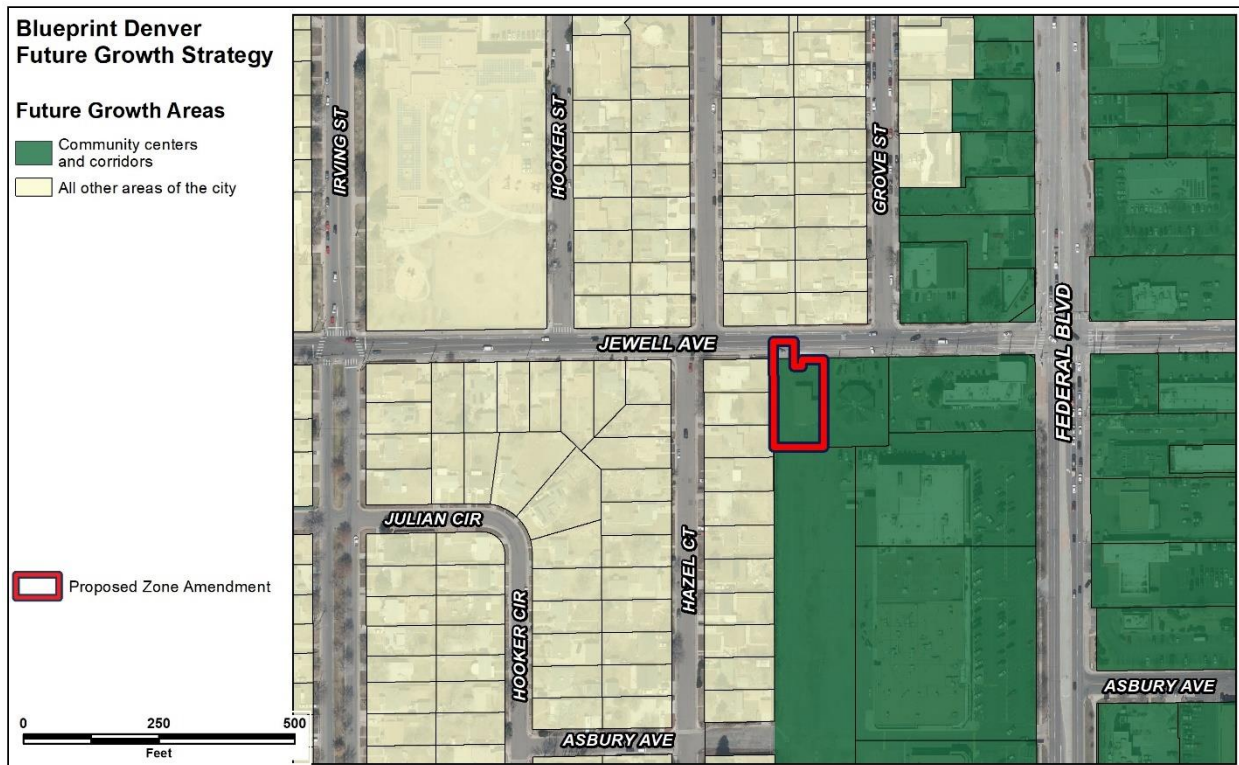 Blueprint Denver
Future Growth Strategy
Future Growth Areas
Community centers
and corridors
All other areas of the city
Proposed Zone Amendment
0 250 500
Feet
IRVING ST
HOOKER ST
GROVE ST
JEWELL AVE
FEDERAL BLVD
JULIAN CIR
HAZEL CT
HOOKER CIR
ASBURY AVE
ASBURY AVE